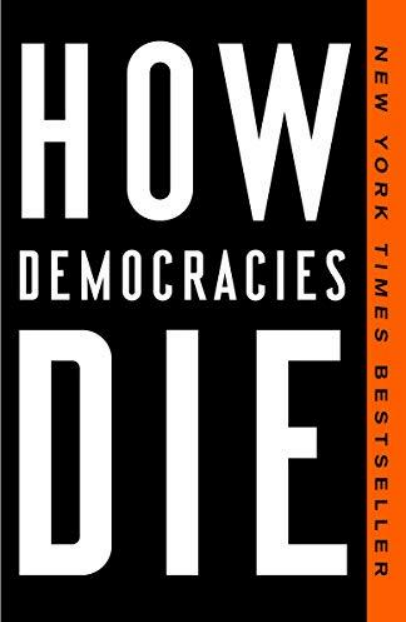 HOW
DEMOCRACIES
DIE
NEW YORK TIMES BESTSELLER